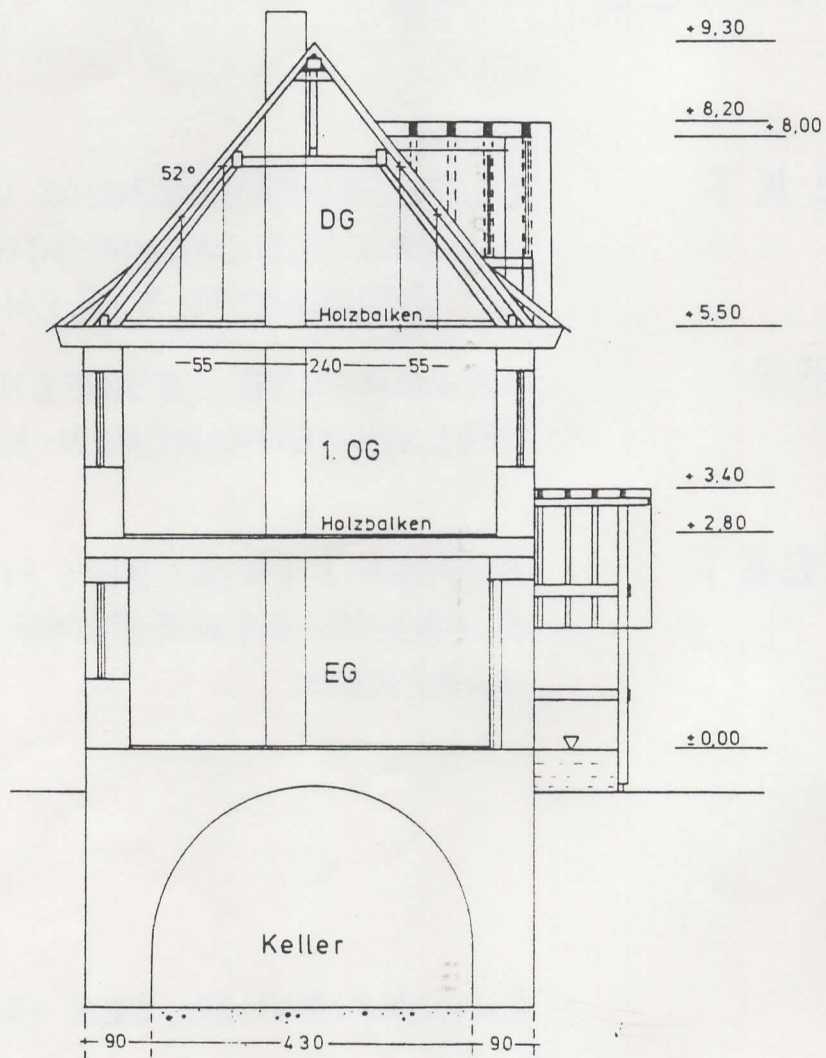 + 9,30
+ 8,20
+ 8,00
52°
DG
Holzbalken
+ 5,50
55 240 55
1. OG
+ 3,40
Holzbalken
+ 2,80
EG
± 0,00
Keller
90 430 90